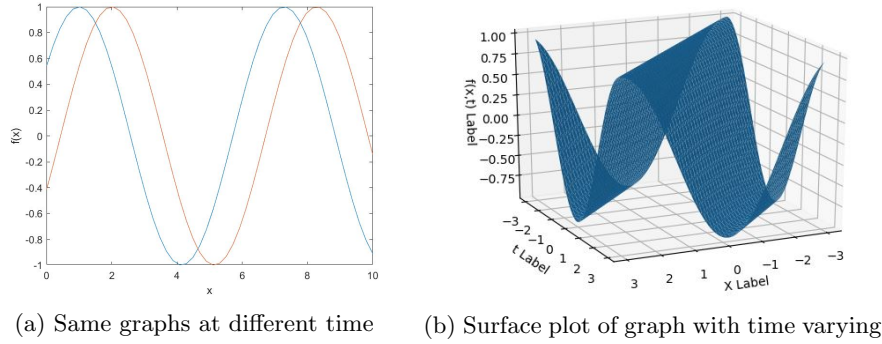 1
0.8
0.6
0.4
0.2
0
-0.2
-0.4
-0.6
-0.8
-1
f(x)
0 2 4 6 8 10
x
1.00
0.75
0.50
0.25
0.00
−0.25
−0.50
−0.75
f(x,t) Label
−3 −2 −1 0 1 2 3
t Label
3 2 1 0 −1 −2 −3
X Label
(a) Same graphs at different time
(b) Surface plot of graph with time varying